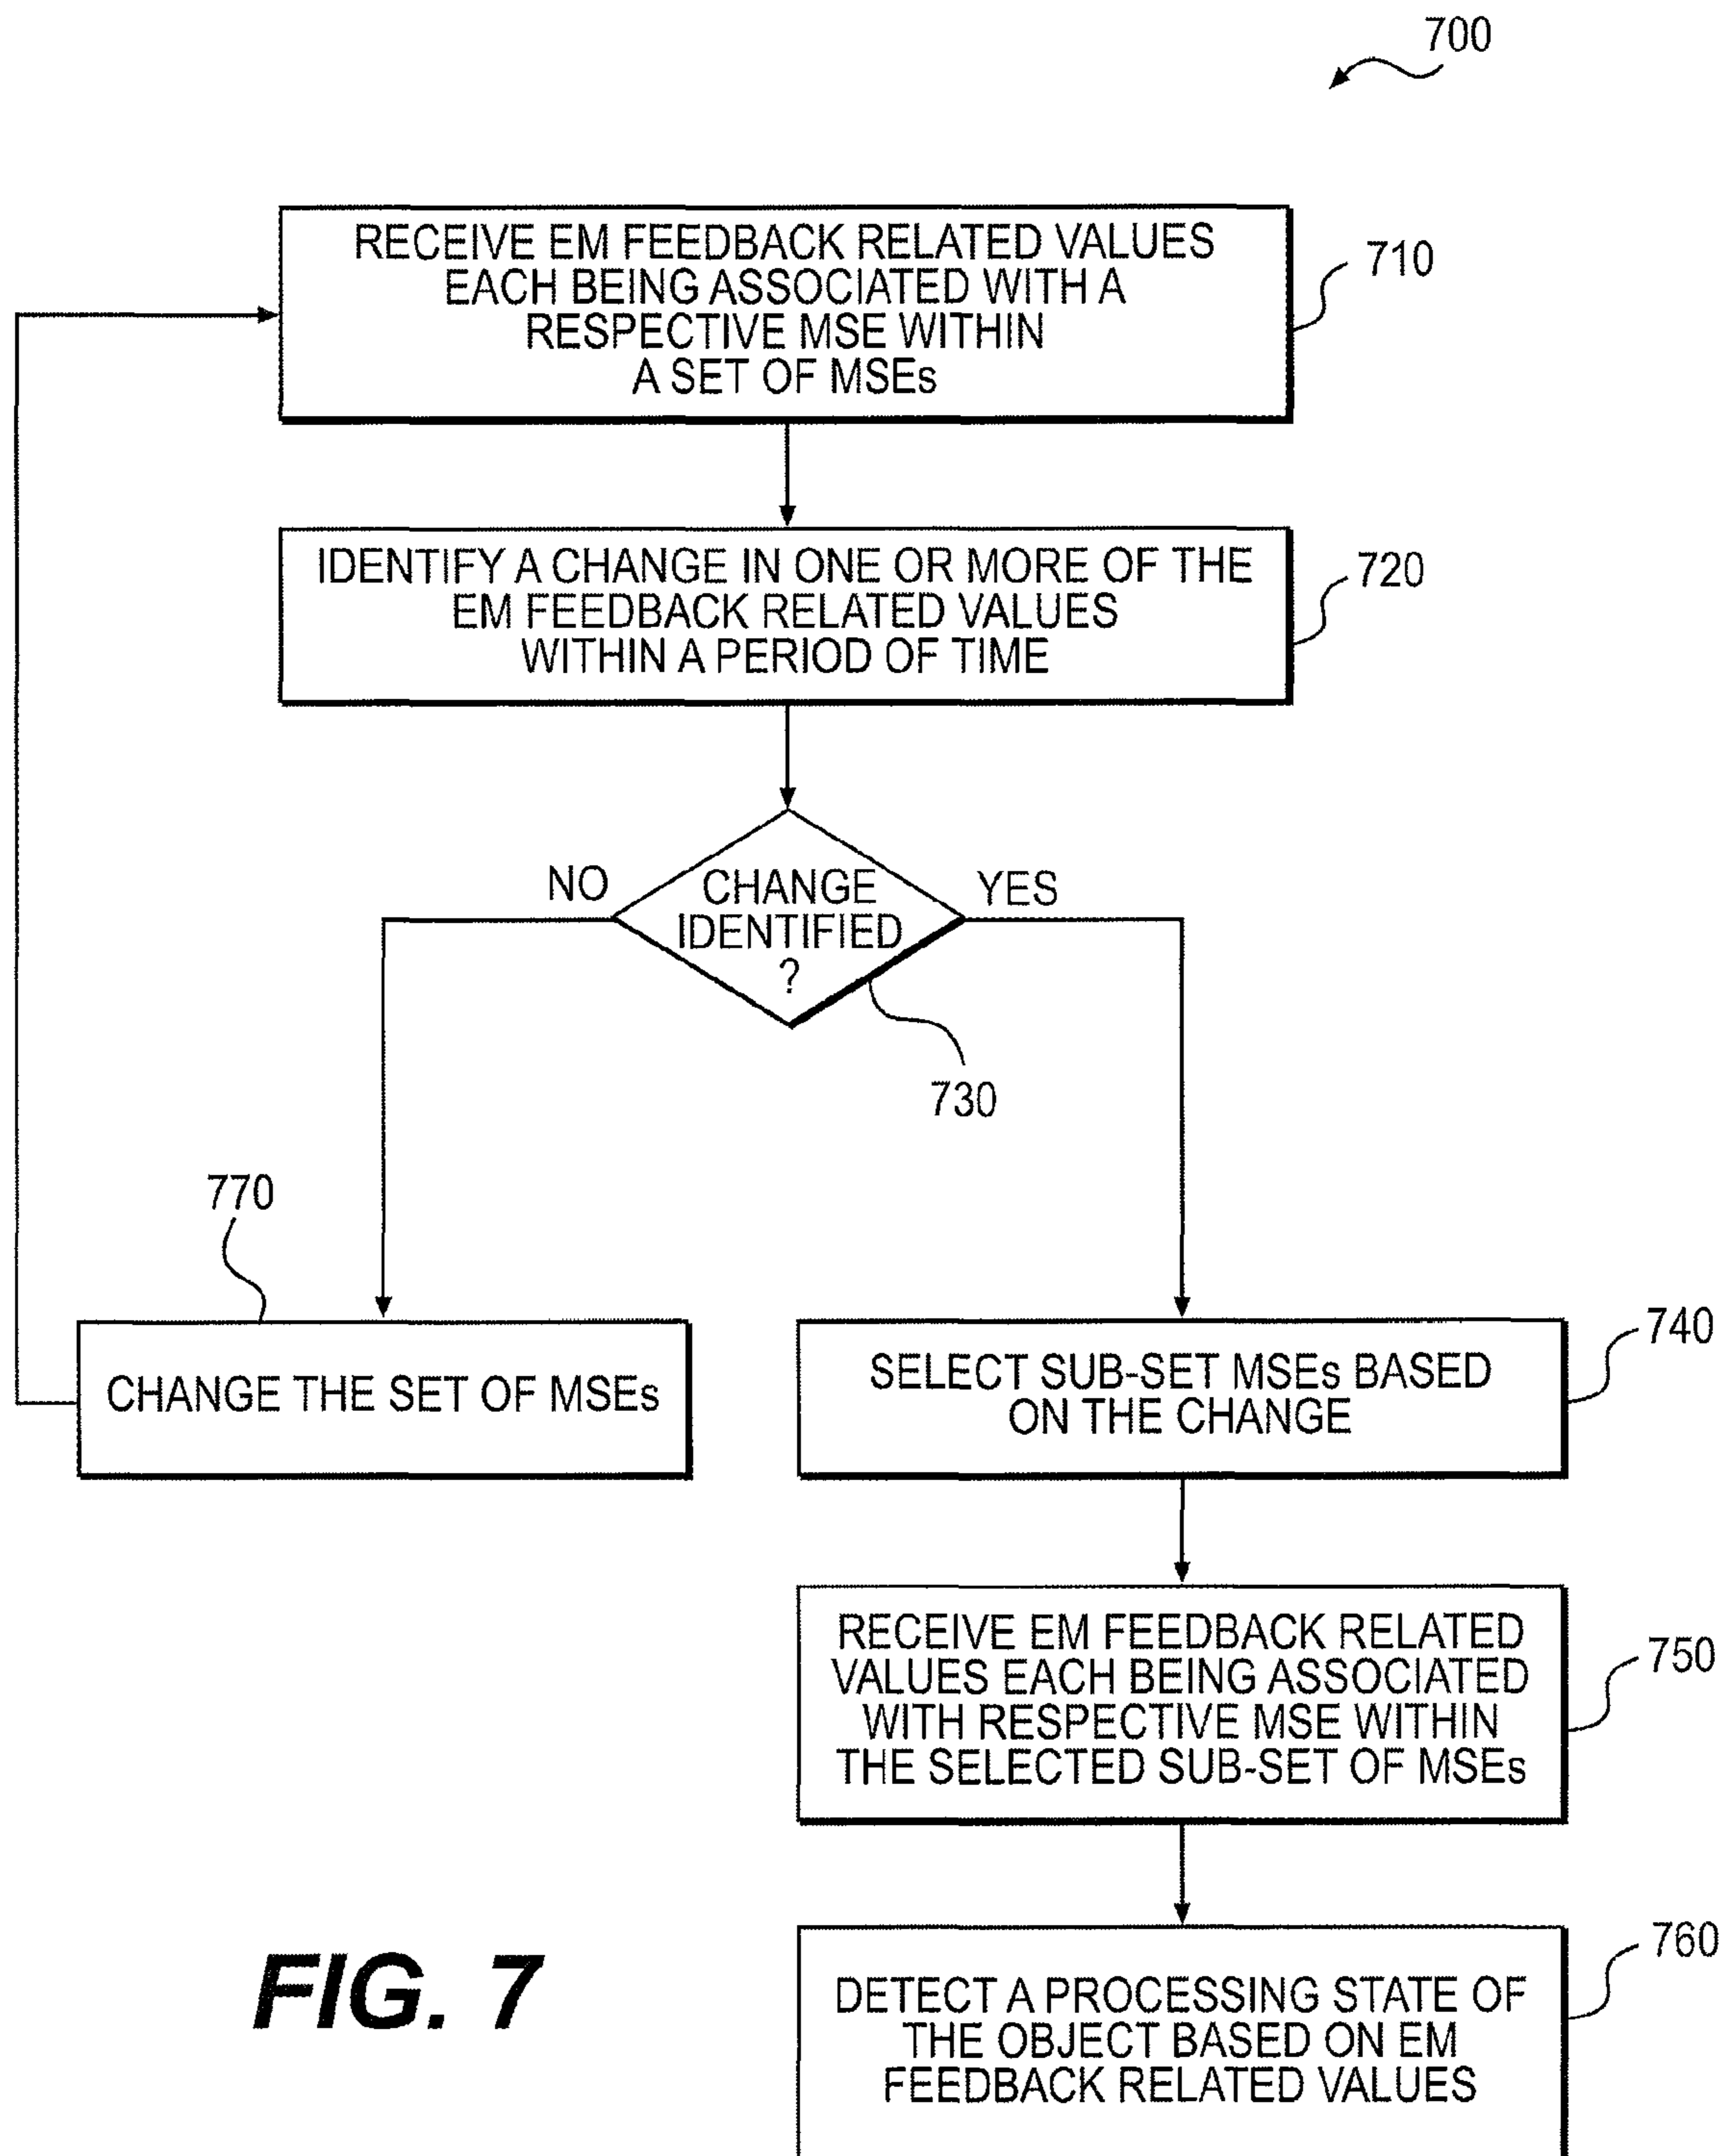 700
RECEIVE EM FEEDBACK RELATED VALUES
EACH BEING ASSOCIATED WITH A
RESPECTIVE MSE WITHIN
A SET OF MSEs
710
IDENTIFY A CHANGE IN ONE OR MORE OF THE
EM FEEDBACK RELATED VALUES
WITHIN A PERIOD OF TIME
720
NO
CHANGE
IDENTIFIED
?
YES
730
770
CHANGE THE SET OF MSEs
SELECT SUB-SET MSEs BASED
ON THE CHANGE
740
RECEIVE EM FEEDBACK RELATED
VALUES EACH BEING ASSOCIATED
WITH RESPECTIVE MSE WITHIN
THE SELECTED SUB-SET OF MSEs
750
DETECT A PROCESSING STATE OF
THE OBJECT BASED ON EM
FEEDBACK RELATED VALUES
760
FIG. 7